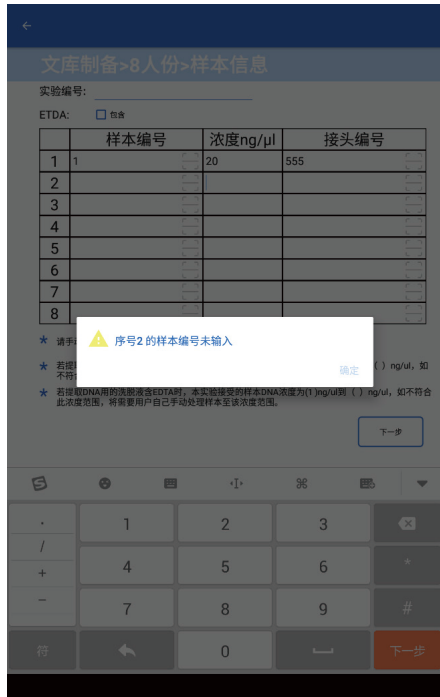 文库制备>8人份>样本信息
实验编号:
ETDA: 包含
样本编号 浓度ng/μl 接头编号
1 1 20 555
2
3
4
5
6
7
8
* 请手
序号2 的样本编号未输入
确定
* 若提 ( ) ng/ul，如
不符
* 若提取DNA用的洗脱液含EDTA时，本实验接受的样本DNA浓度为(1 )ng/ul到 ( ) ng/ul，如不符合
此浓度范围，将需要用户自己手动处理样本至该浓度范围。
下一步
. 1 2 3
/
+ 4 5 6 *
- 7 8 9 #
符 0 下一步